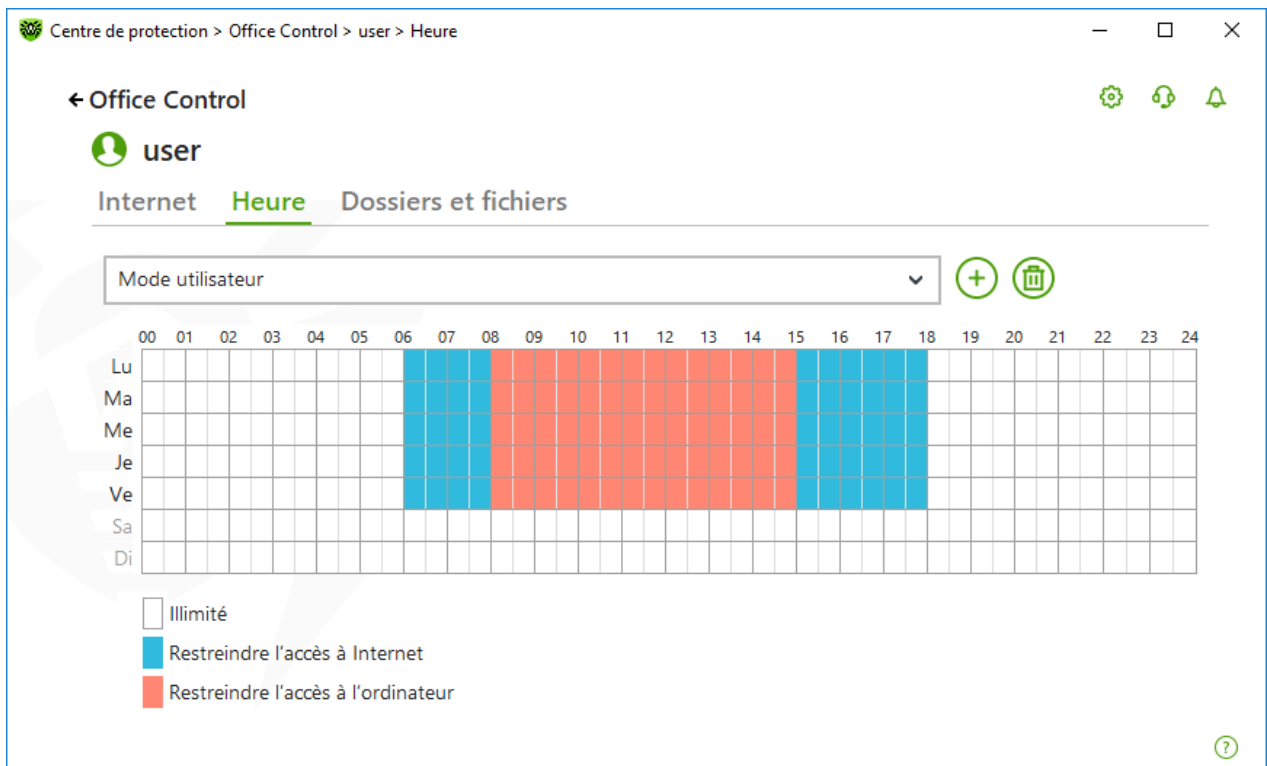 Centre de protection > Office Control > user > Heure
Office Control
user
Internet Heure Dossiers et fichiers
Mode utilisateur
00 01 02 03 04 05 06 07 08 09 10 11 12 13 14 15 16 17 18 19 20 21 22 23 24
Lu
Ma
Me
Je
Ve
Sa
Di
Illimité
Restreindre l'accès à Internet
Restreindre l'accès à l'ordinateur
?